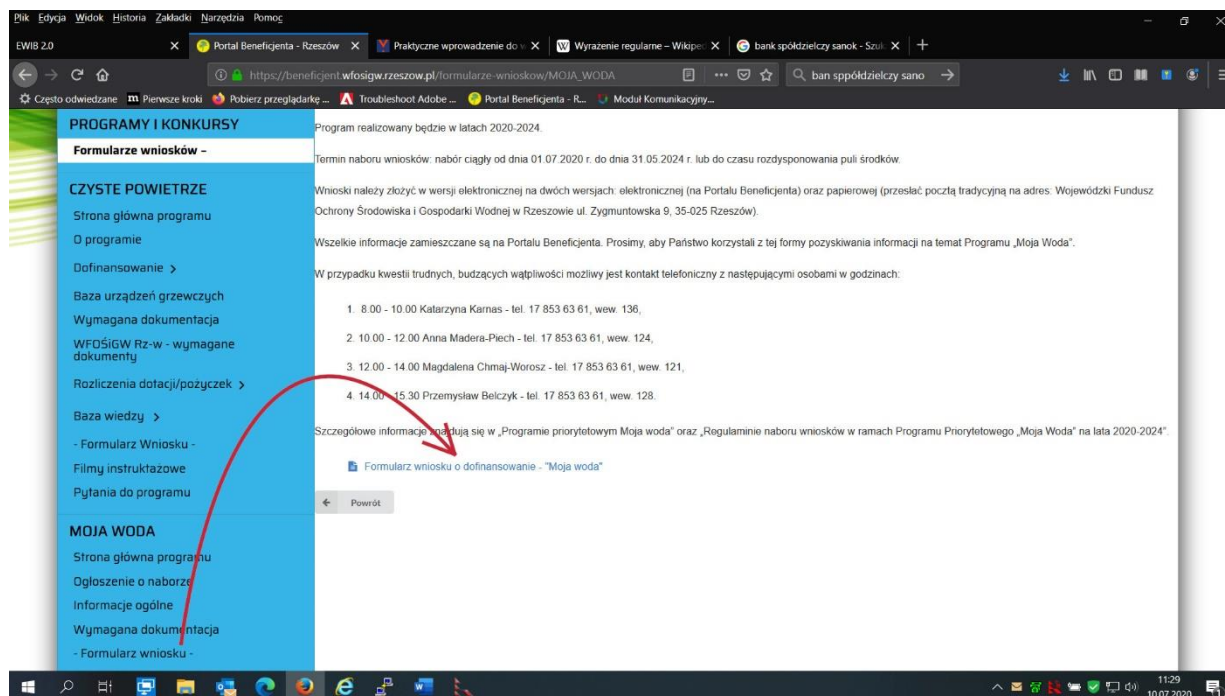 Plik Edycja Widok Historia Zakładki Narzędzia Pomoc
EWIB 2.0
Portal Beneficjenta - Rzeszów
Praktyczne wprowadzenie do w
Wyrażenie regularne – Wikiped
bank spółdzielczy sanok - Szuk
https://beneficjent.wfosigw.rzeszow.pl/formularze-wnioskow/MOJA_WODA
ban sppółdzielczy sano
Często odwiedzane
Pierwsze kroki
Pobierz przeglądarkę ...
Troubleshoot Adobe ...
Portal Beneficjenta - R...
Moduł Komunikacyjny...
PROGRAMY I KONKURSY
Formularze wniosków –
CZYSTE POWIETRZE
Strona główna programu
O programie
Dofinansowanie >
Baza urządzeń grzewczych
Wymagana dokumentacja
WFOŚiGW Rz-w - wymagane
dokumenty
Rozliczenia dotacji/pożyczek >
Baza wiedzy >
- Formularz Wniosku -
Filmy instruktażowe
Pytania do programu
MOJA WODA
Strona główna programu
Ogłoszenie o naborze
Informacje ogólne
Wymagana dokumentacja
- Formularz wniosku -
Program realizowany będzie w latach 2020-2024.
Termin naboru wniosków: nabór ciągły od dnia 01.07.2020 r. do dnia 31.05.2024 r. lub do czasu rozdysponowania puli środków.
Wnioski należy złożyć w wersji elektronicznej na dwóch wersjach: elektronicznej (na Portalu Beneficjenta) oraz papierowej (przesłać pocztą tradycyjną na adres: Wojewódzki Fundusz
Ochrony Środowiska i Gospodarki Wodnej w Rzeszowie ul. Zygmuntowska 9, 35-025 Rzeszów).
Wszelkie informacje zamieszczane są na Portalu Beneficjenta. Prosimy, aby Państwo korzystali z tej formy pozyskiwania informacji na temat Programu „Moja Woda”.
W przypadku kwestii trudnych, budzących wątpliwości możliwy jest kontakt telefoniczny z następującymi osobami w godzinach:
1. 8.00 - 10.00 Katarzyna Karnas - tel. 17 853 63 61, wew. 136,
2. 10.00 - 12.00 Anna Madera-Piech - tel. 17 853 63 61, wew. 124,
3. 12.00 - 14.00 Magdalena Chmaj-Worosz - tel. 17 853 63 61, wew. 121,
4. 14.00 - 15.30 Przemysław Belczyk - tel. 17 853 63 61, wew. 128.
Szczegółowe informacje znajdują się w „Programie priorytetowym Moja woda” oraz „Regulaminie naboru wniosków w ramach Programu Priorytetowego „Moja Woda” na lata 2020-2024”.
Formularz wniosku o dofinansowanie - "Moja woda"
Powrót
11:29
10.07.2020